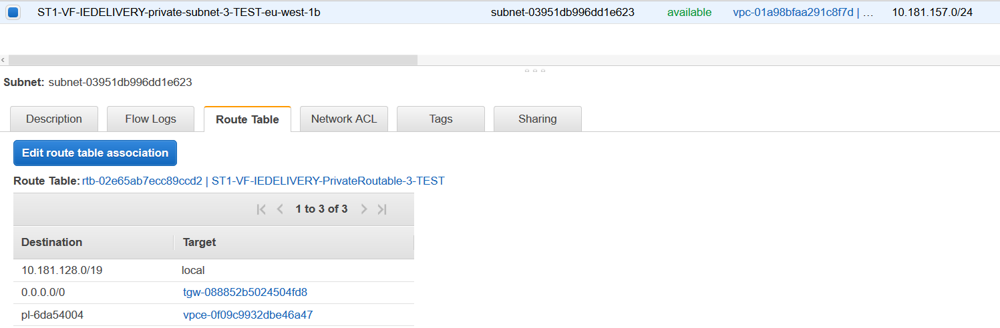 ST1-VF-IEDELIVERY-private-subnet-3-TEST-eu-west-1b subnet-03951db996dd1e623 available vpc-01a98bfaa291c8f7d | ... 10.181.157.0/24
Subnet: subnet-03951db996dd1e623
Description Flow Logs Route Table Network ACL Tags Sharing
Edit route table association
Route Table: rtb-02e65ab7ecc89ccd2 | ST1-VF-IEDELIVERY-PrivateRoutable-3-TEST
1 to 3 of 3
Destination Target
10.181.128.0/19 local
0.0.0.0/0 tgw-088852b5024504fd8
pl-6da54004 vpce-0f09c9932dbe46a47